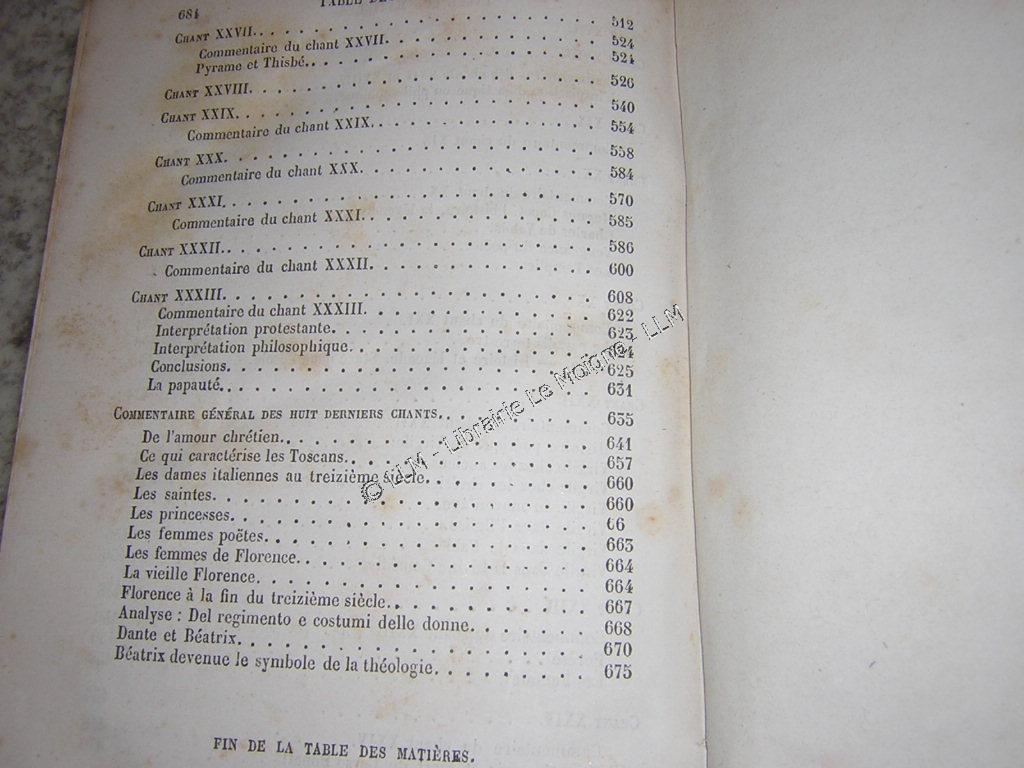 684 TABLE DES
CHANT XXVII. . . . . . . . . . . . . . . . . . 512
Commentaire du chant XXVII. . . . . . . . . . . . 524
Pyrame et Thisbé. . . . . . . . . . . . . . . . 524
CHANT XXVIII. . . . . . . . . . . . . . . . . . 526
CHANT XXIX. . . . . . . . . . . . . . . . . . . 540
Commentaire du chant XXIX. . . . . . . . . . . . 554
CHANT XXX. . . . . . . . . . . . . . . . . . . 558
Commentaire du chant XXX. . . . . . . . . . . . 584
CHANT XXXI. . . . . . . . . . . . . . . . . . . 570
Commentaire du chant XXXI. . . . . . . . . . . . 585
CHANT XXXII. . . . . . . . . . . . . . . . . . 586
Commentaire du chant XXXII. . . . . . . . . . . 600
CHANT XXXIII. . . . . . . . . . . . . . . . . . 608
Commentaire du chant XXXIII. . . . . . . . . . . 622
Interprétation protestante. . . . . . . . . . . 623
Interprétation philosophique. . . . . . . . . . 624
Conclusions. . . . . . . . . . . . . . . . . . 625
La papauté. . . . . . . . . . . . . . . . . . . 631
COMMENTAIRE GÉNÉRAL DES HUIT DERNIERS CHANTS. . . . . . 635
De l'amour chrétien. . . . . . . . . . . . . . . 641
Ce qui caractérise les Toscans. . . . . . . . . . 657
Les dames italiennes au treizième siècle. . . . . . 660
Les saintes. . . . . . . . . . . . . . . . . . 660
Les princesses. . . . . . . . . . . . . . . . . 66
Les femmes poëtes. . . . . . . . . . . . . . . . 663
Les femmes de Florence. . . . . . . . . . . . . 664
La vieille Florence. . . . . . . . . . . . . . . 664
Florence à la fin du treizième siècle. . . . . . . 667
Analyse : Del regimento e costumi delle donne. . . . 668
Dante et Béatrix. . . . . . . . . . . . . . . . 670
Béatrix devenue le symbole de la théologie. . . . . 675
FIN DE LA TABLE DES MATIÈRES.
© LLM - Librairie Le Moigne - LLM